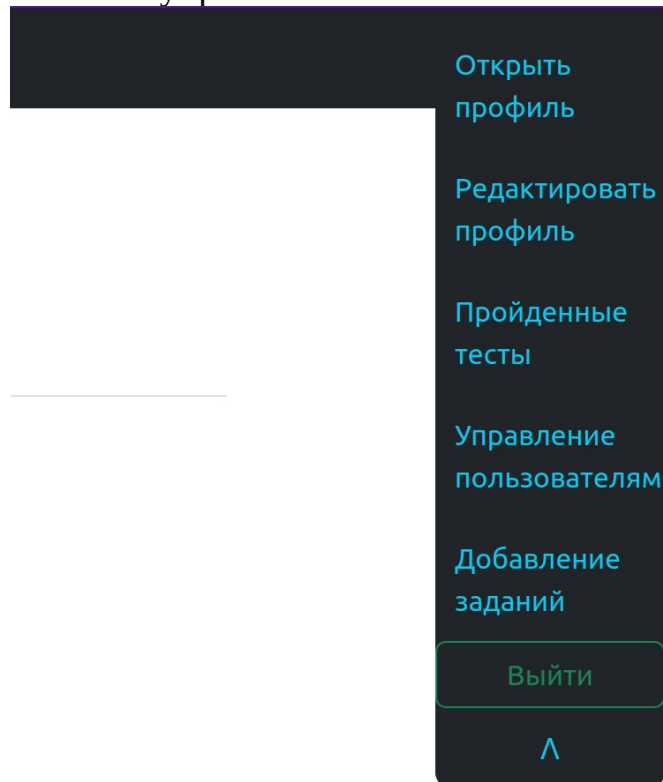 Открыть
профиль
Редактировать
профиль
Пройденные
тесты
Управление
пользователям
Добавление
заданий
Выйти
Λ